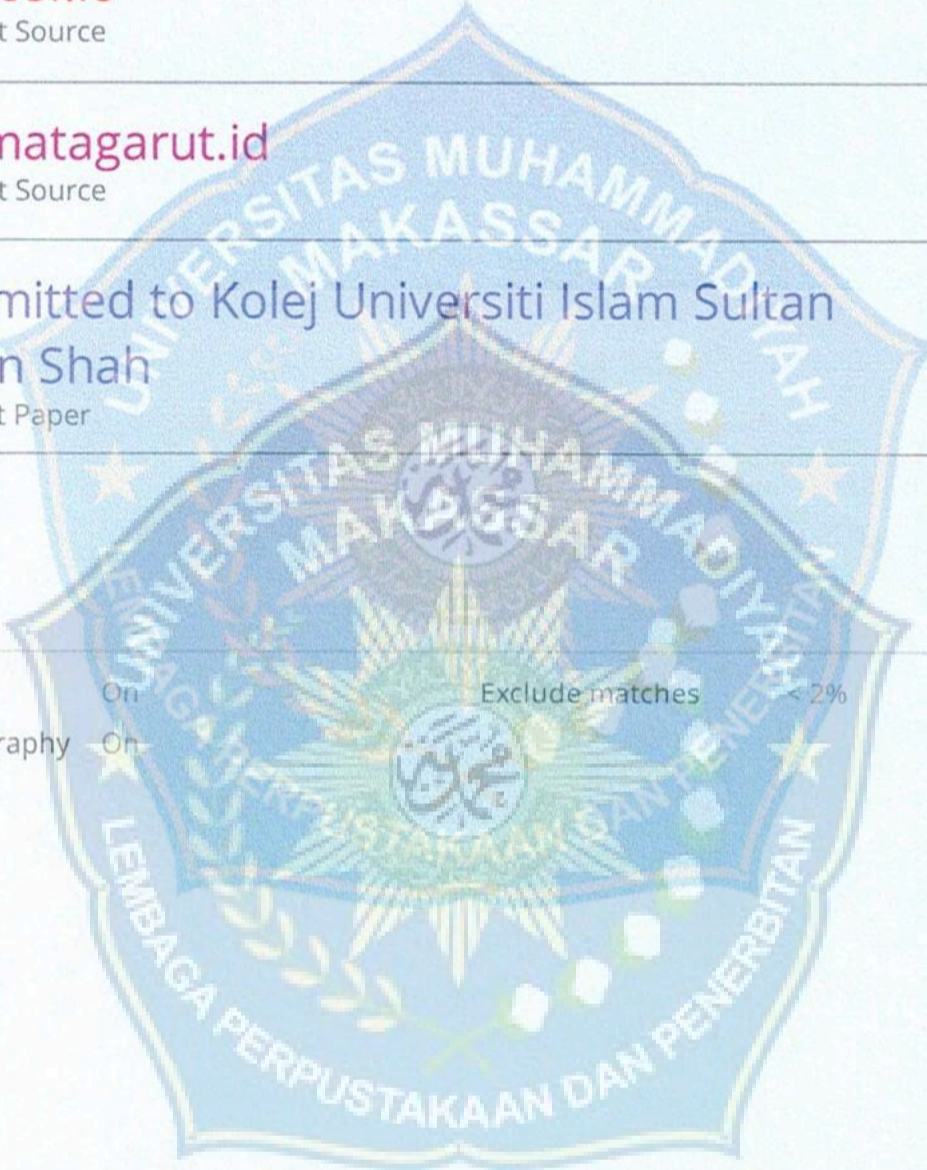 t Source
matagarut.id
t Source
mitted to Kolej Universiti Islam Sultan
n Shah
t Paper
UNIVERSITAS MUHAMMADIYAH
MAKASSAR
UNIVERSITAS MUHAMMADIYAH
MAKASSAR
On
Exclude matches
< 2%
raphy
On
LEMBAGA PERPUSTAKAAN DAN PENERBITAN
LEMBAGA PERPUSTAKAAN DAN PENERBITAN